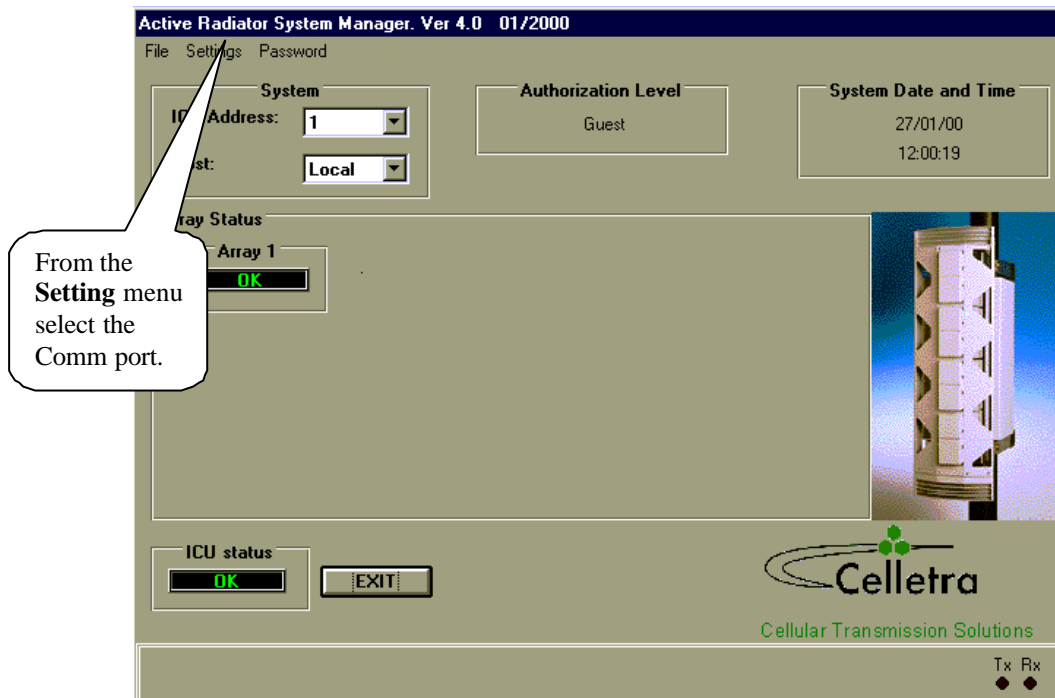 Active Radiator System Manager. Ver 4.0 01/2000
File Settings Password
System
Address:
1
Local
Authorization Level
Guest
System Date and Time
27/01/00
12:00:19
Status
Array 1
OK
From the
Setting menu
select the
Comm port.
ICU status
OK
EXIT
Celletra
Cellular Transmission Solutions
Tx Rx